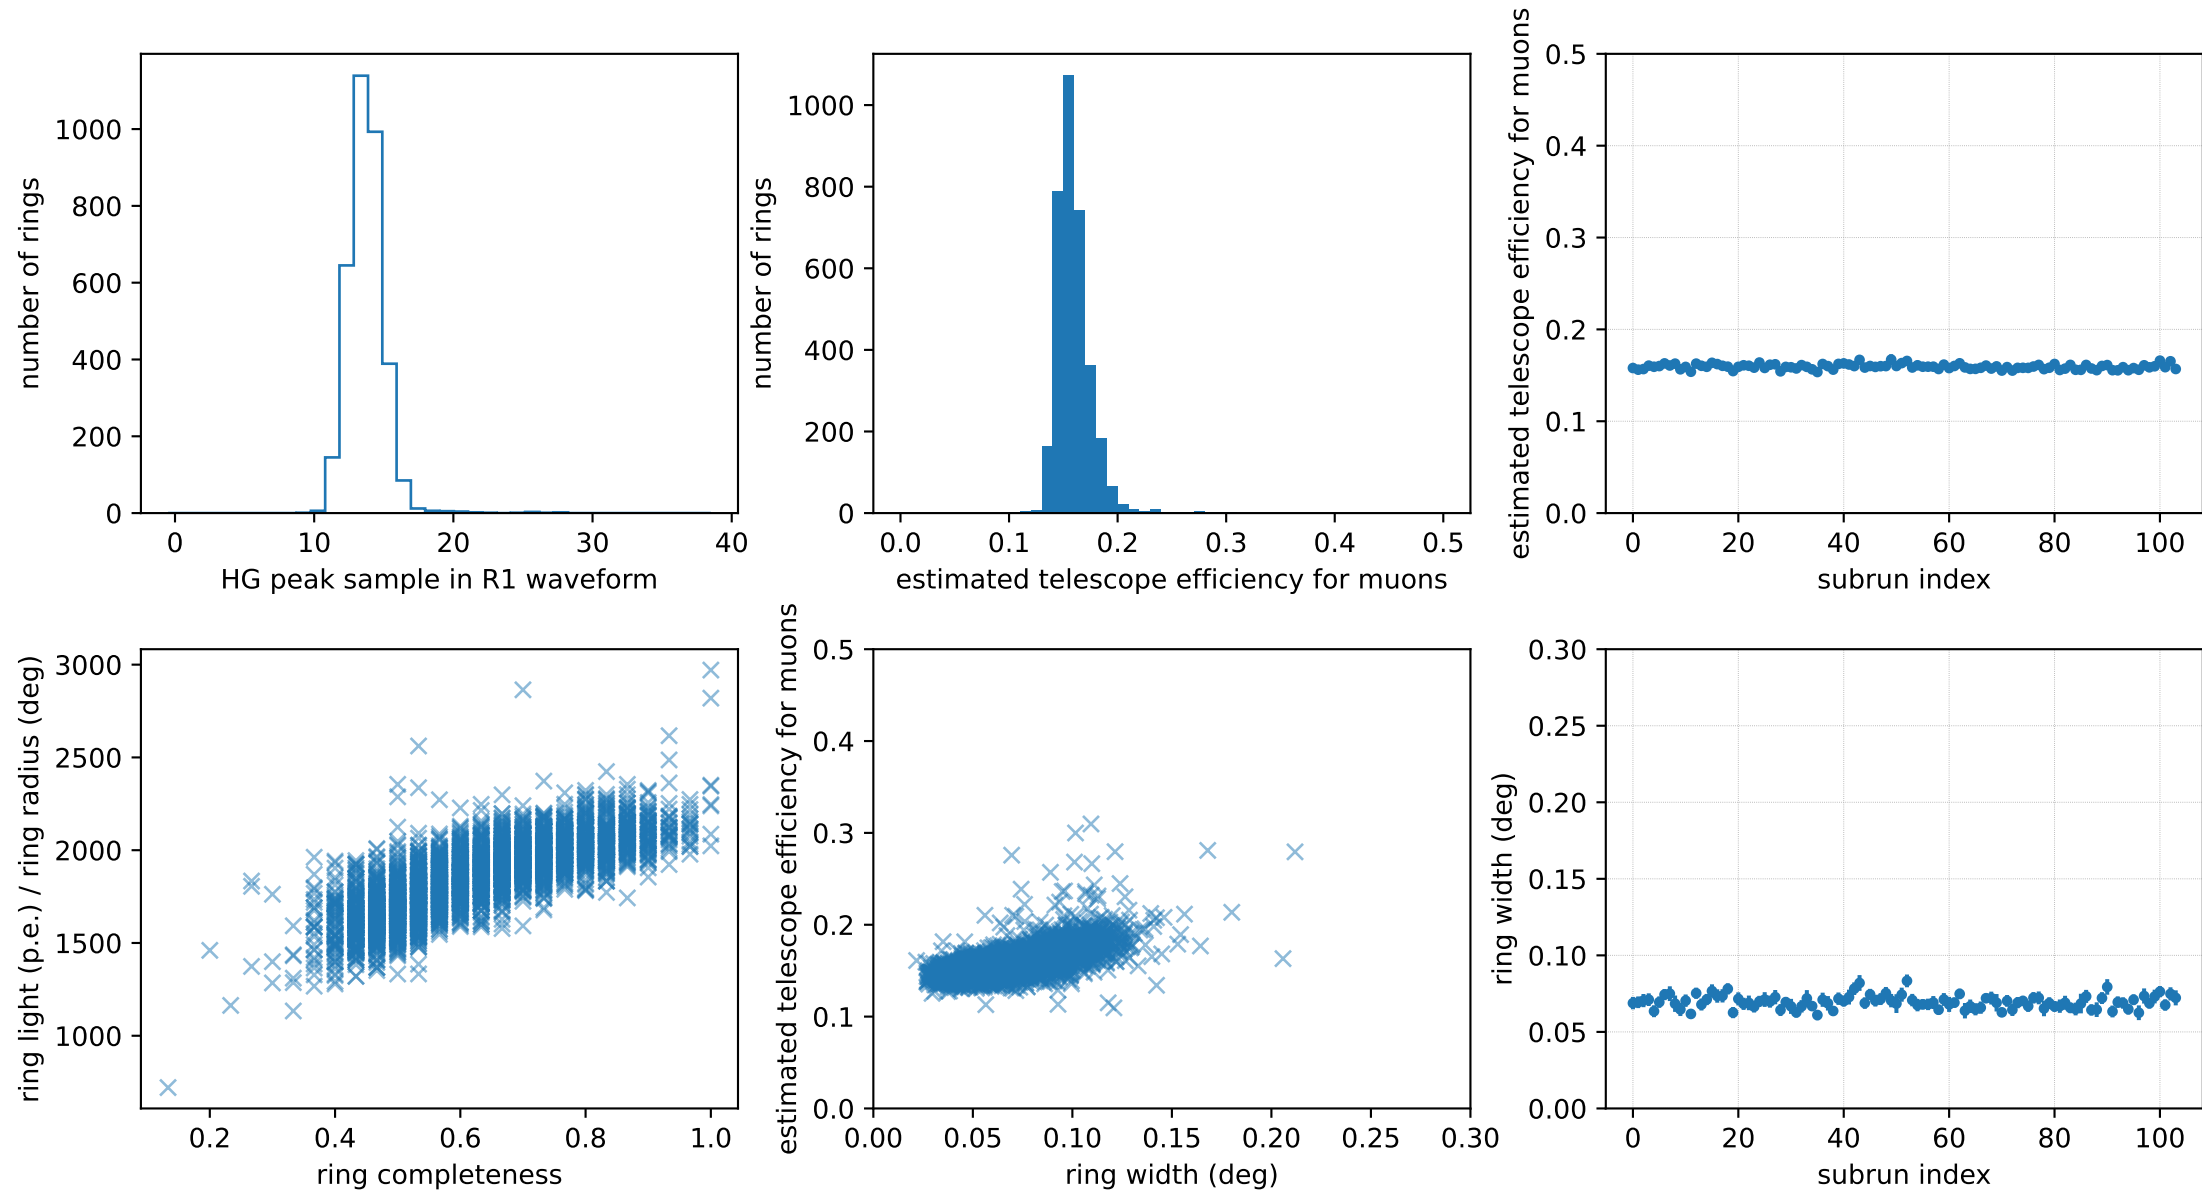 number of rings
1000
800
600
400
200
0
0 10 20 30 40
HG peak sample in R1 waveform
number of rings
1000
800
600
400
200
0
0.0 0.1 0.2 0.3 0.4 0.5
estimated telescope efficiency for muons
estimated telescope efficiency for muons
0.5
0.4
0.3
0.2
0.1
0.0
0 20 40 60 80 100
subrun index
ring light (p.e.) / ring radius (deg)
3000
2500
2000
1500
1000
0.2 0.4 0.6 0.8 1.0
ring completeness
estimated telescope efficiency for muons
0.5
0.4
0.3
0.2
0.1
0.0
0.00 0.05 0.10 0.15 0.20 0.25 0.30
ring width (deg)
ring width (deg)
0.30
0.25
0.20
0.15
0.10
0.05
0.00
0 20 40 60 80 100
subrun index